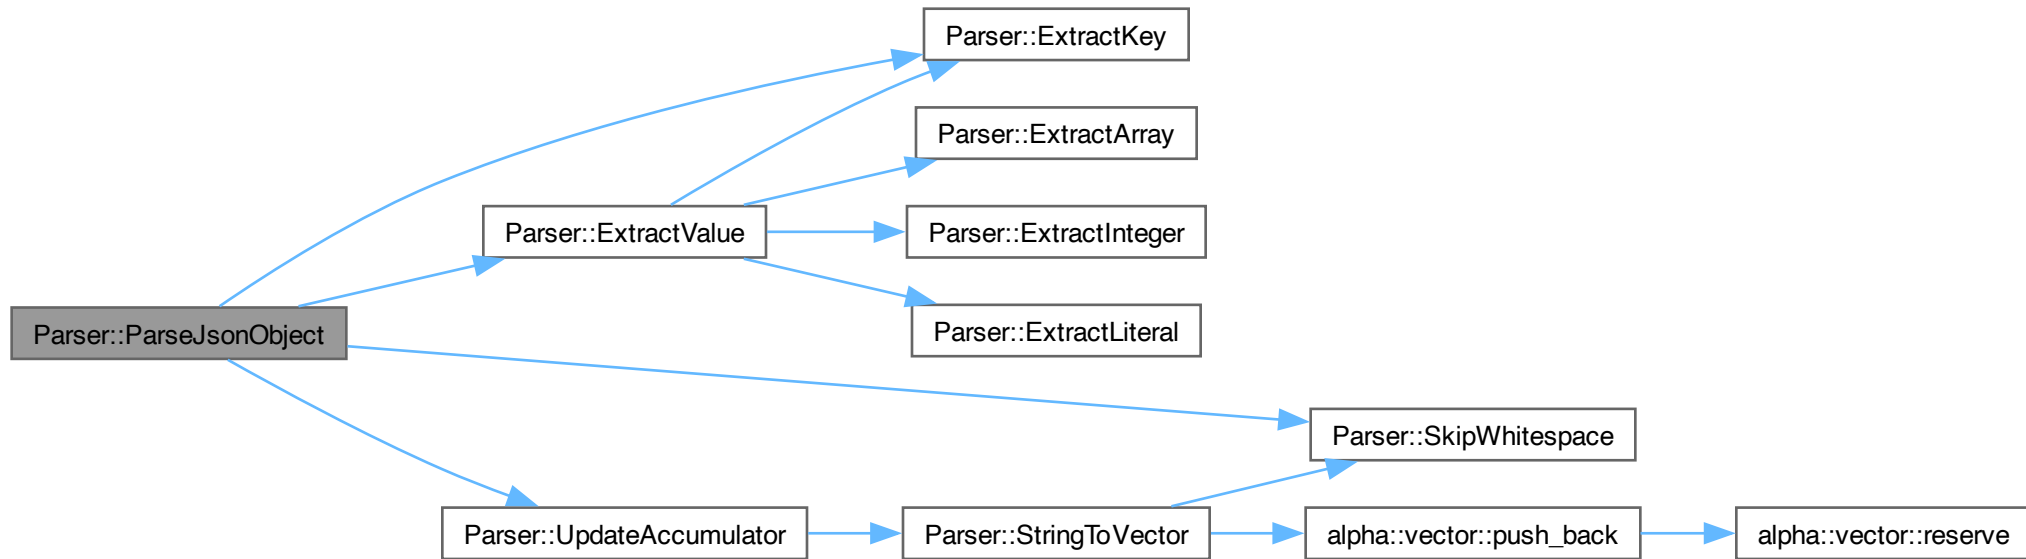 Parser::ExtractKey
Parser::ExtractArray
Parser::ExtractValue
Parser::ExtractInteger
Parser::ExtractLiteral
Parser::ParseJsonObject
Parser::SkipWhitespace
Parser::UpdateAccumulator
Parser::StringToVector
alpha::vector::push_back
alpha::vector::reserve